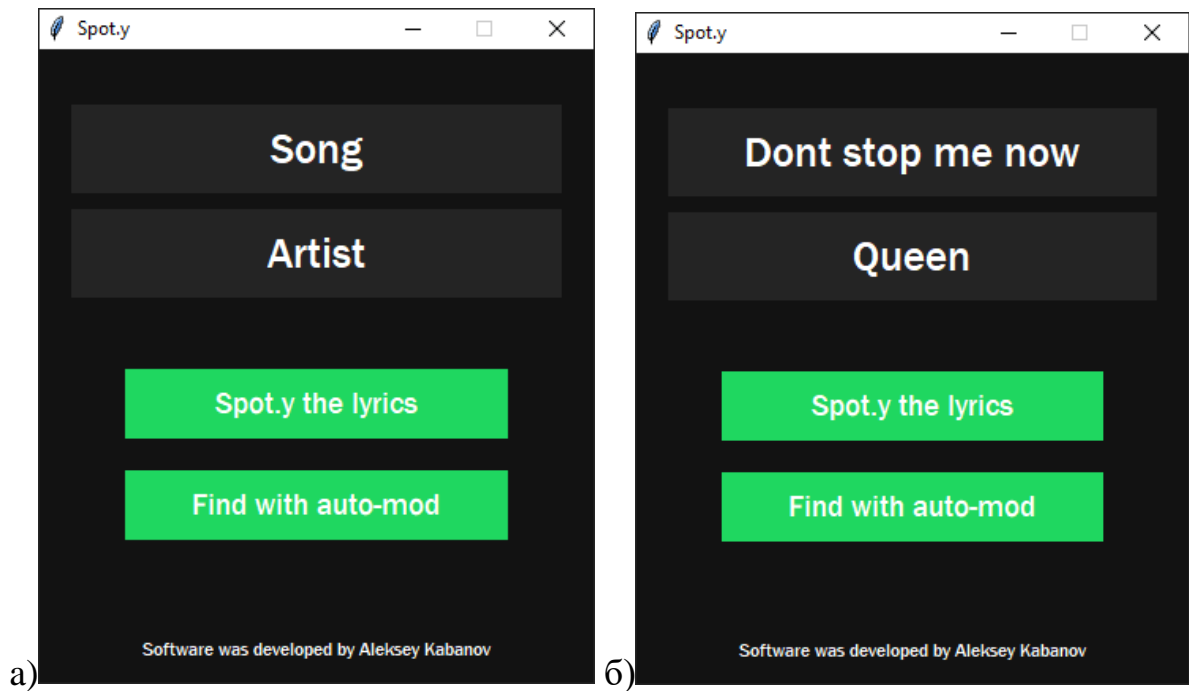 Spot.y
Song
Artist
Spot.y the lyrics
Find with auto-mod
Software was developed by Aleksey Kabanov
а)
Spot.y
Dont stop me now
Queen
Spot.y the lyrics
Find with auto-mod
Software was developed by Aleksey Kabanov
б)